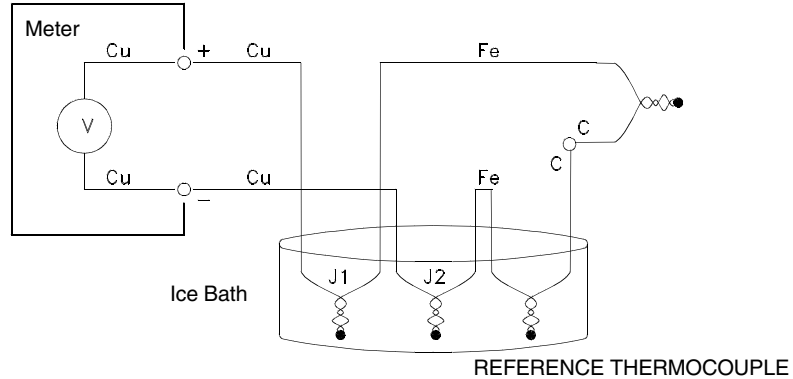 Meter
Cu + Cu Fe
V
C
C
Cu – Cu Fe
J1 J2
Ice Bath
REFERENCE THERMOCOUPLE